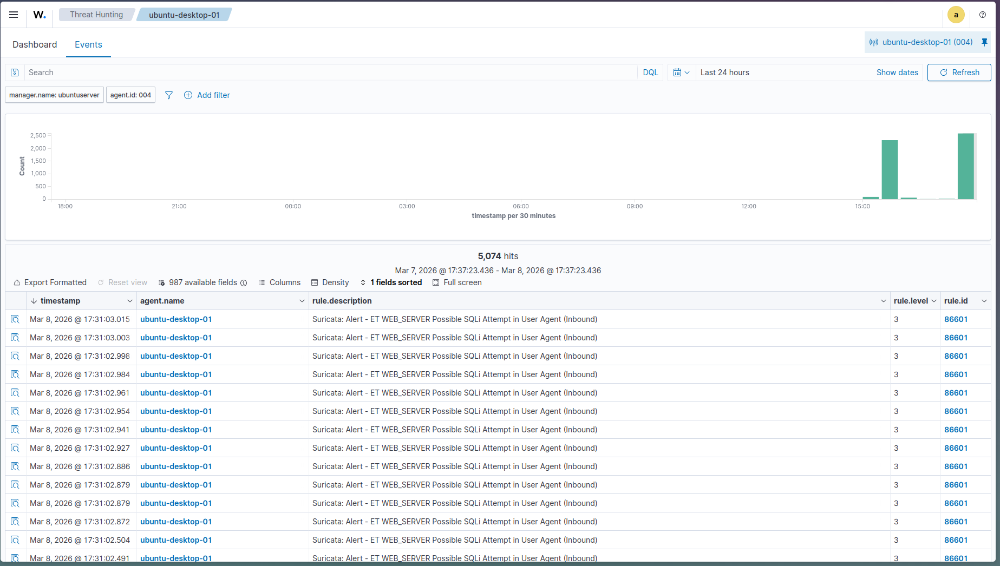 W. Threat Hunting ubuntu-desktop-01 a
Dashboard Events ubuntu-desktop-01 (004)
Search DQL Last 24 hours Show dates Refresh
manager.name: ubuntuserver agent.id: 004 Add filter
Count
2,500
2,000
1,500
1,000
500
0
18:00 21:00 00:00 03:00 06:00 09:00 12:00 15:00
timestamp per 30 minutes
5,074 hits
Mar 7, 2026 @ 17:37:23.436 - Mar 8, 2026 @ 17:37:23.436
Export Formatted Reset view 987 available fields Columns Density 1 fields sorted Full screen
timestamp agent.name rule.description rule.level rule.id
Mar 8, 2026 @ 17:31:03.015 ubuntu-desktop-01 Suricata: Alert - ET WEB_SERVER Possible SQLi Attempt in User Agent (Inbound) 3 86601
Mar 8, 2026 @ 17:31:03.003 ubuntu-desktop-01 Suricata: Alert - ET WEB_SERVER Possible SQLi Attempt in User Agent (Inbound) 3 86601
Mar 8, 2026 @ 17:31:02.998 ubuntu-desktop-01 Suricata: Alert - ET WEB_SERVER Possible SQLi Attempt in User Agent (Inbound) 3 86601
Mar 8, 2026 @ 17:31:02.984 ubuntu-desktop-01 Suricata: Alert - ET WEB_SERVER Possible SQLi Attempt in User Agent (Inbound) 3 86601
Mar 8, 2026 @ 17:31:02.961 ubuntu-desktop-01 Suricata: Alert - ET WEB_SERVER Possible SQLi Attempt in User Agent (Inbound) 3 86601
Mar 8, 2026 @ 17:31:02.954 ubuntu-desktop-01 Suricata: Alert - ET WEB_SERVER Possible SQLi Attempt in User Agent (Inbound) 3 86601
Mar 8, 2026 @ 17:31:02.941 ubuntu-desktop-01 Suricata: Alert - ET WEB_SERVER Possible SQLi Attempt in User Agent (Inbound) 3 86601
Mar 8, 2026 @ 17:31:02.927 ubuntu-desktop-01 Suricata: Alert - ET WEB_SERVER Possible SQLi Attempt in User Agent (Inbound) 3 86601
Mar 8, 2026 @ 17:31:02.886 ubuntu-desktop-01 Suricata: Alert - ET WEB_SERVER Possible SQLi Attempt in User Agent (Inbound) 3 86601
Mar 8, 2026 @ 17:31:02.879 ubuntu-desktop-01 Suricata: Alert - ET WEB_SERVER Possible SQLi Attempt in User Agent (Inbound) 3 86601
Mar 8, 2026 @ 17:31:02.879 ubuntu-desktop-01 Suricata: Alert - ET WEB_SERVER Possible SQLi Attempt in User Agent (Inbound) 3 86601
Mar 8, 2026 @ 17:31:02.872 ubuntu-desktop-01 Suricata: Alert - ET WEB_SERVER Possible SQLi Attempt in User Agent (Inbound) 3 86601
Mar 8, 2026 @ 17:31:02.504 ubuntu-desktop-01 Suricata: Alert - ET WEB_SERVER Possible SQLi Attempt in User Agent (Inbound) 3 86601
Mar 8, 2026 @ 17:31:02.491 ubuntu-desktop-01 Suricata: Alert - ET WEB_SERVER Possible SQLi Attempt in User Agent (Inbound) 3 86601